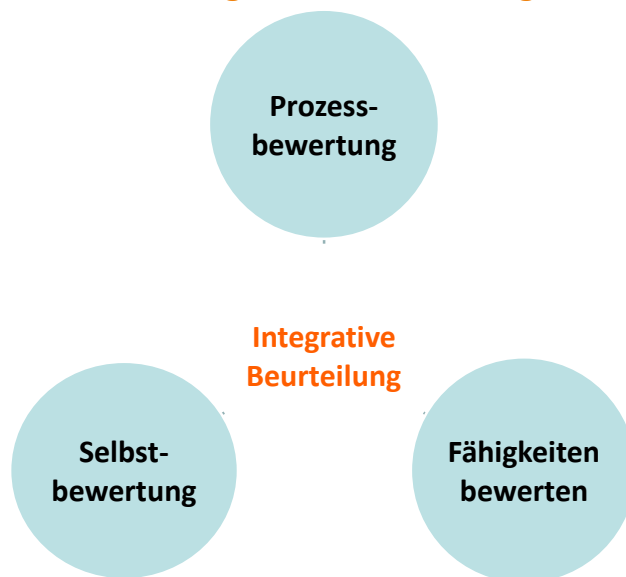 Prozess-
bewertung
Integrative
Beurteilung
Selbst-
bewertung
Fähigkeiten
bewerten